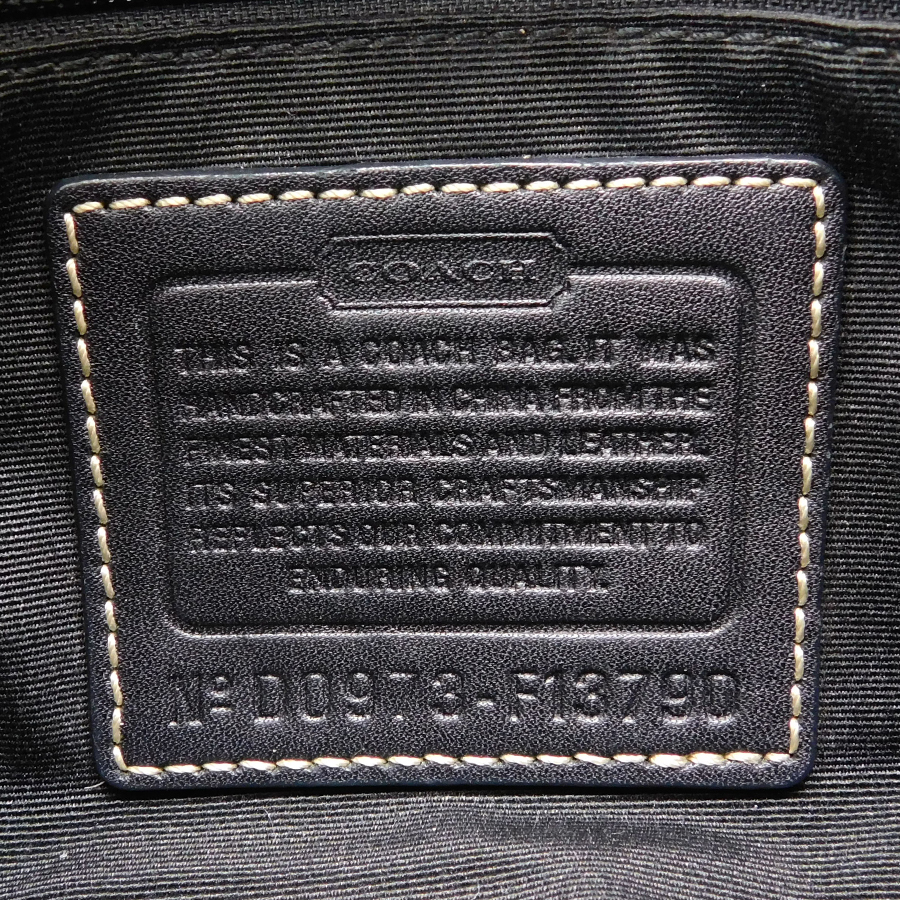 COACH
THIS IS A COACH BAG. IT WAS
HANDCRAFTED IN CHINA FROM THE
FINEST MATERIALS AND LEATHER.
ITS SUPERIOR CRAFTSMANSHIP
REFLECTS OUR COMMITMENT TO
ENDURING QUALITY.
Nº D0973-F13790